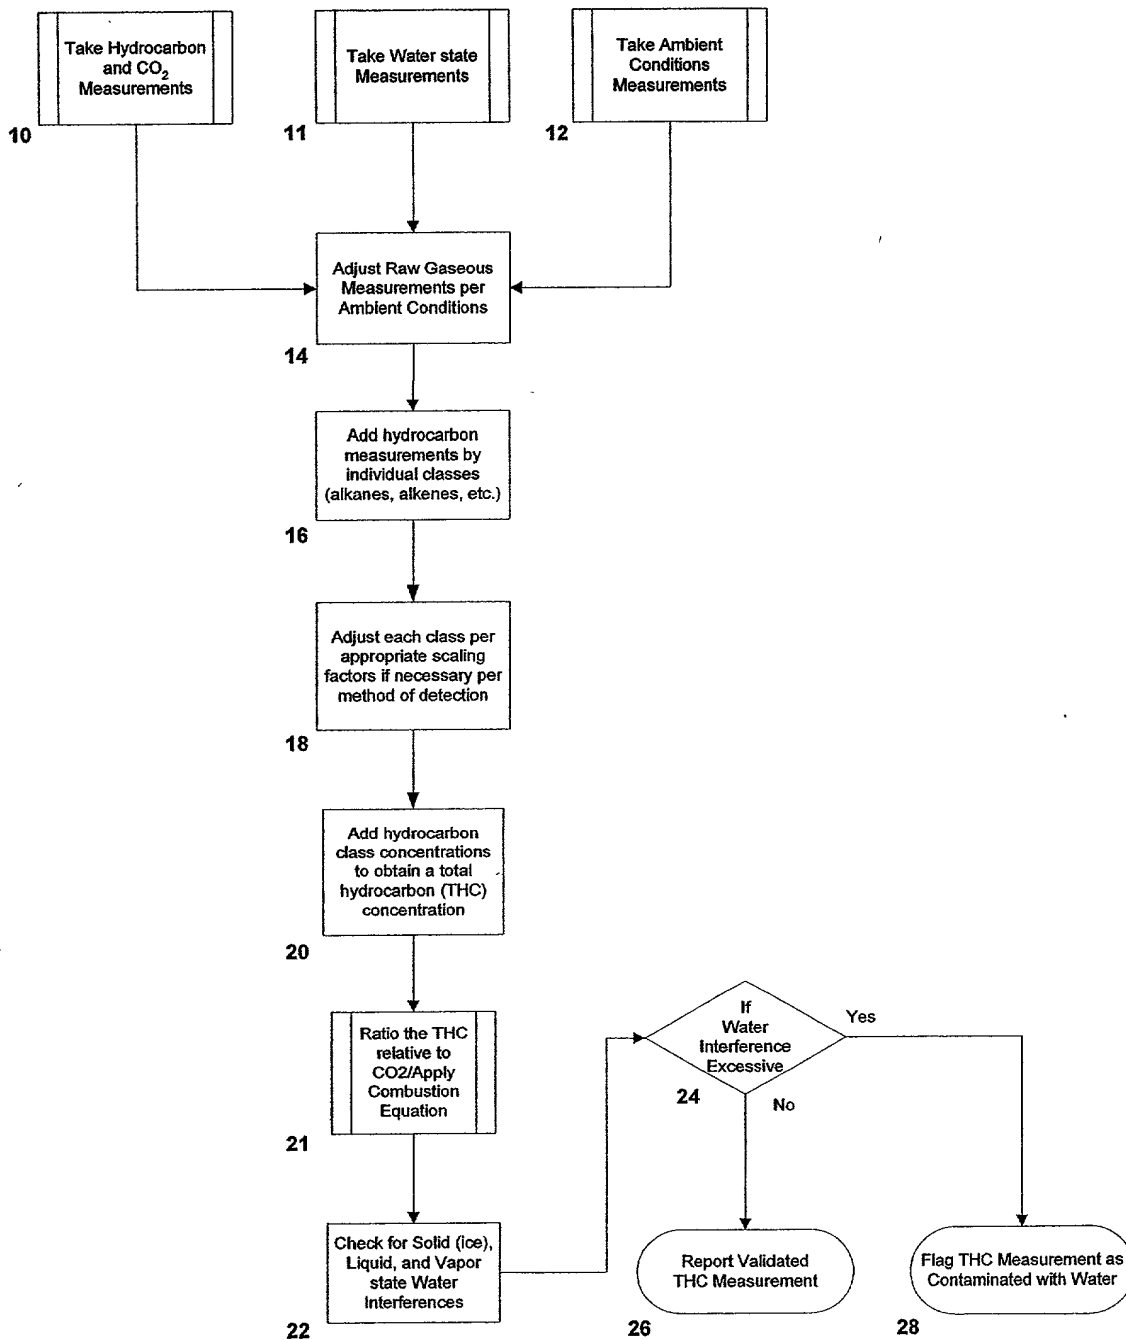 Take Hydrocarbon
and CO₂
Measurements
10
Take Water state
Measurements
11
Take Ambient
Conditions
Measurements
12
Adjust Raw Gaseous
Measurements per
Ambient Conditions
14
Add hydrocarbon
measurements by
individual classes
(alkanes, alkenes, etc.)
16
Adjust each class per
appropriate scaling
factors if necessary per
method of detection
18
Add hydrocarbon
class concentrations
to obtain a total
hydrocarbon (THC)
concentration
20
Ratio the THC
relative to
CO2/Apply
Combustion
Equation
21
Check for Solid (ice),
Liquid, and Vapor
state Water
Interferences
22
If
Water
Interference
Excessive
24
Yes
No
Report Validated
THC Measurement
26
Flag THC Measurement as
Contaminated with Water
28